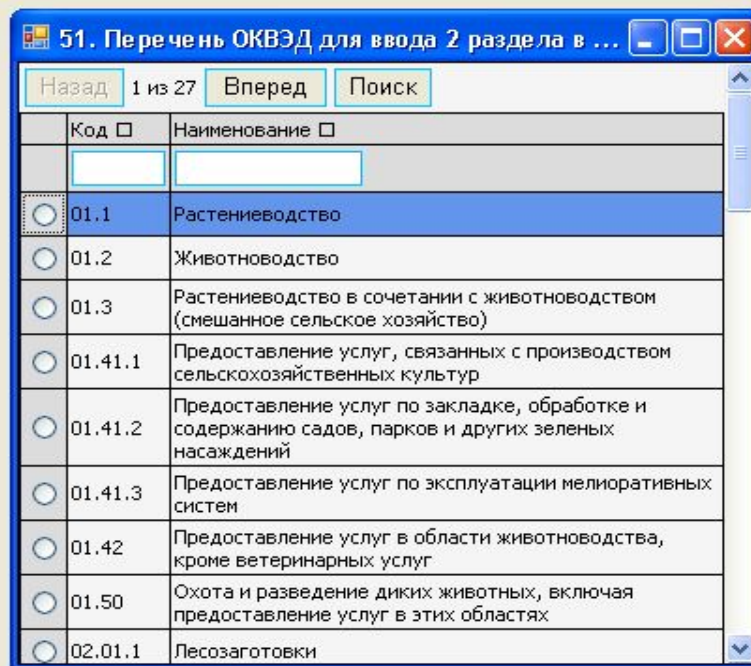 51. Перечень ОКВЭД для ввода 2 раздела в ...
Назад 1 из 27 Вперед Поиск
Код Наименование
01.1 Растениеводство
01.2 Животноводство
01.3 Растениеводство в сочетании с животноводством
(смешанное сельское хозяйство)
01.41.1 Предоставление услуг, связанных с производством
сельскохозяйственных культур
01.41.2 Предоставление услуг по закладке, обработке и
содержанию садов, парков и других зеленых
насаждений
01.41.3 Предоставление услуг по эксплуатации мелиоративных
систем
01.42 Предоставление услуг в области животноводства,
кроме ветеринарных услуг
01.50 Охота и разведение диких животных, включая
предоставление услуг в этих областях
02.01.1 Лесозаготовки